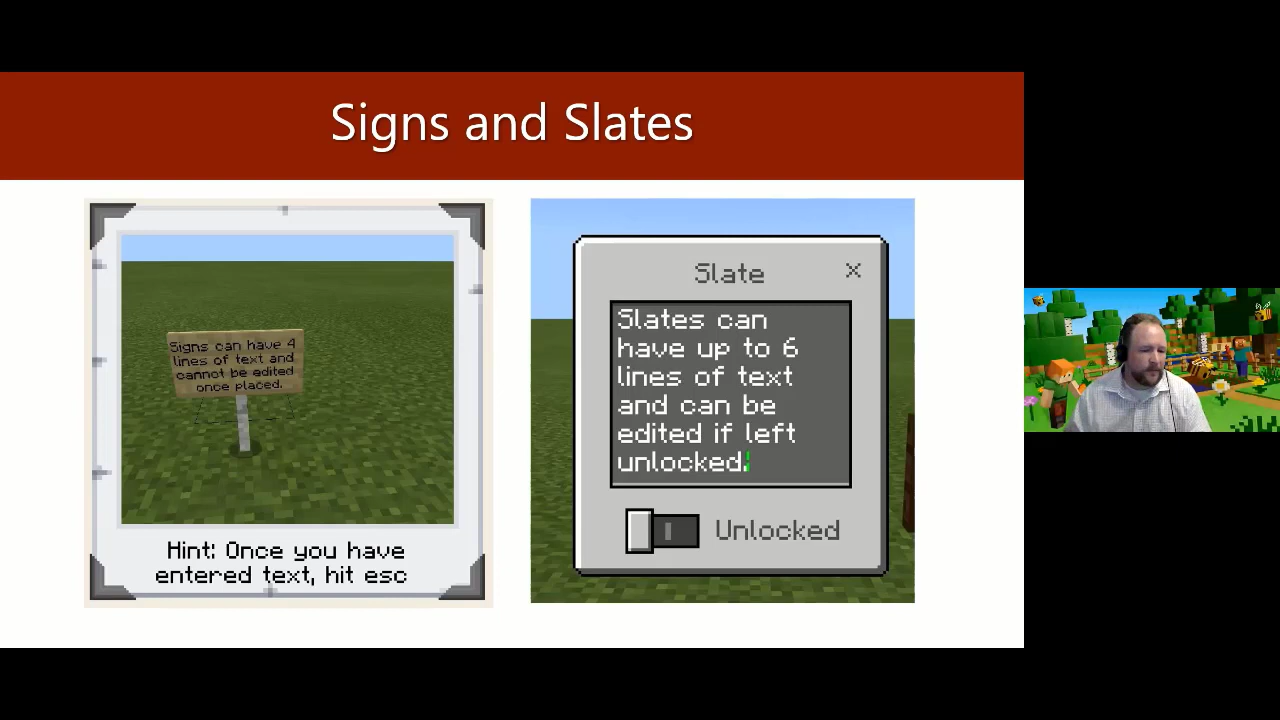 Signs and Slates
Signs can have 4
lines of text and
cannot be edited
once placed.
Hint: Once you have
entered text, hit esc
Slate
Slates can
have up to 6
lines of text
and can be
edited if left
unlocked.
Unlocked